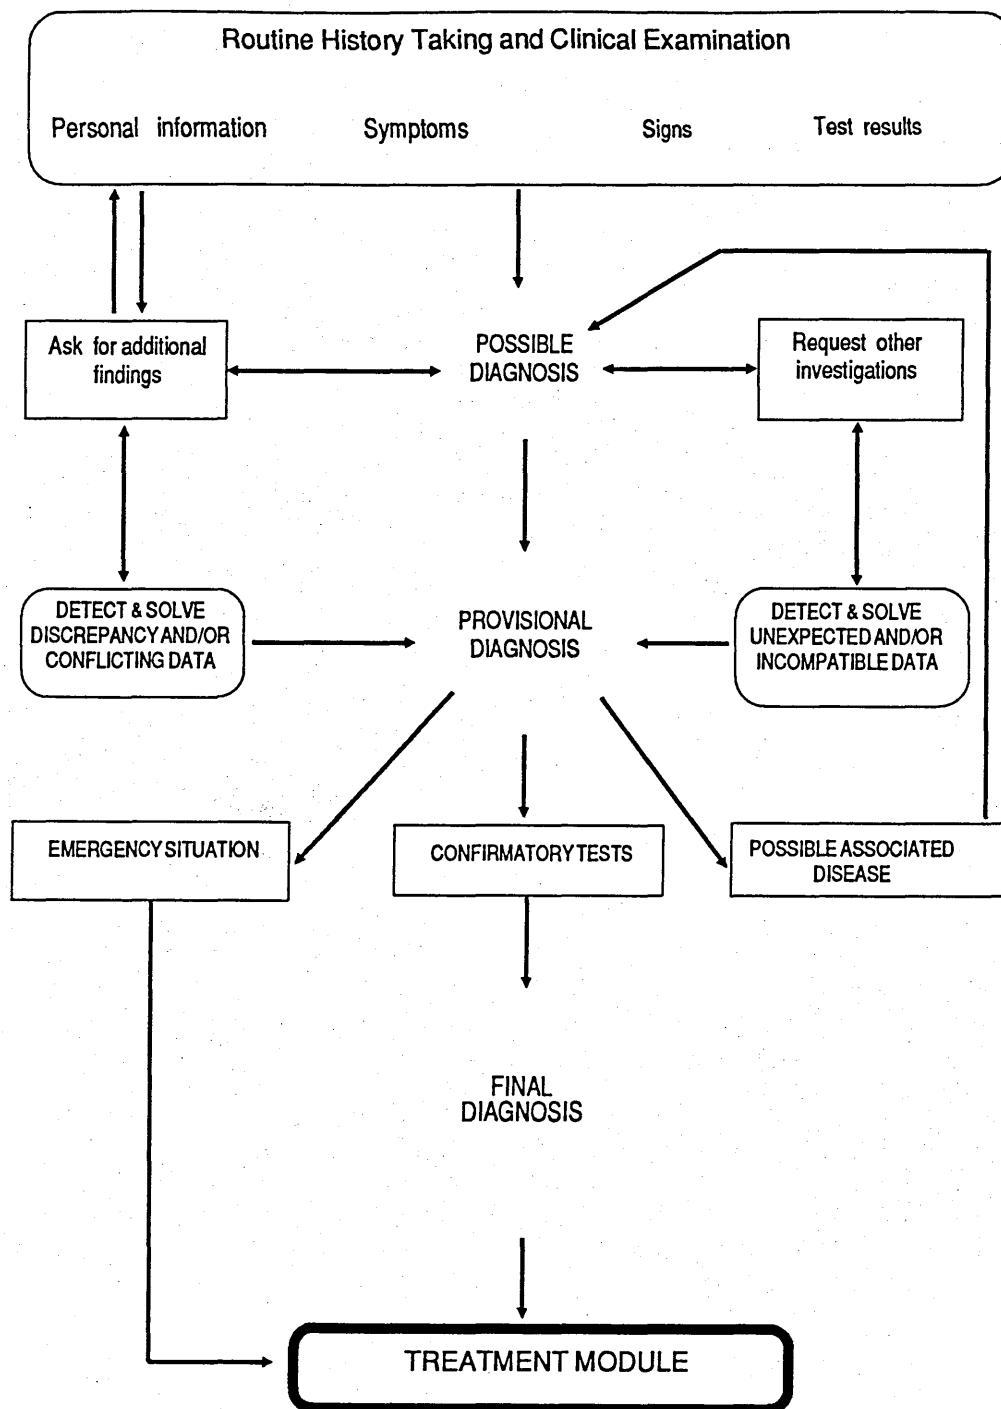 Routine History Taking and Clinical Examination
Personal information Symptoms Signs Test results
Ask for additional
findings
POSSIBLE
DIAGNOSIS
Request other
investigations
DETECT & SOLVE
DISCREPANCY AND/OR
CONFLICTING DATA
PROVISIONAL
DIAGNOSIS
DETECT & SOLVE
UNEXPECTED AND/OR
INCOMPATIBLE DATA
EMERGENCY SITUATION
CONFIRMATORY TESTS
POSSIBLE ASSOCIATED
DISEASE
FINAL
DIAGNOSIS
TREATMENT MODULE